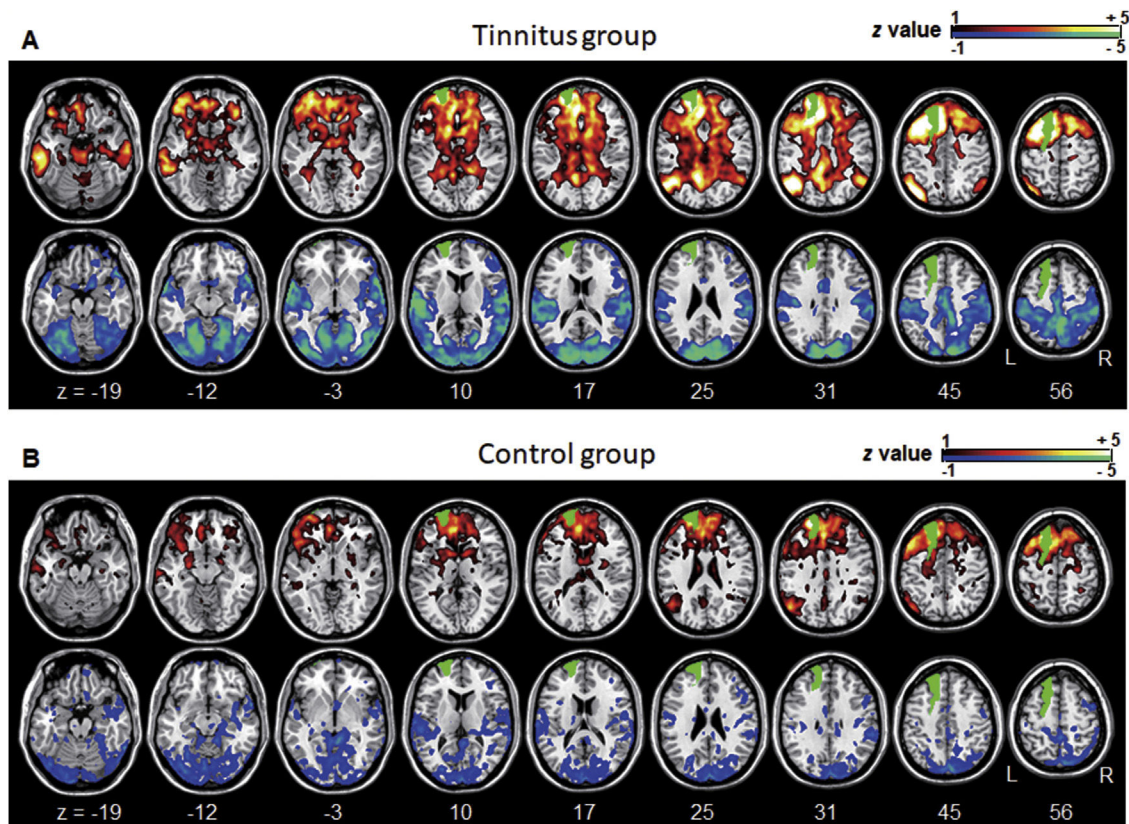 A
Tinnitus group
z value
1
+ 5
-1
- 5
L
R
z = -19
-12
-3
10
17
25
31
45
56
B
Control group
z value
1
+ 5
-1
- 5
L
R
z = -19
-12
-3
10
17
25
31
45
56